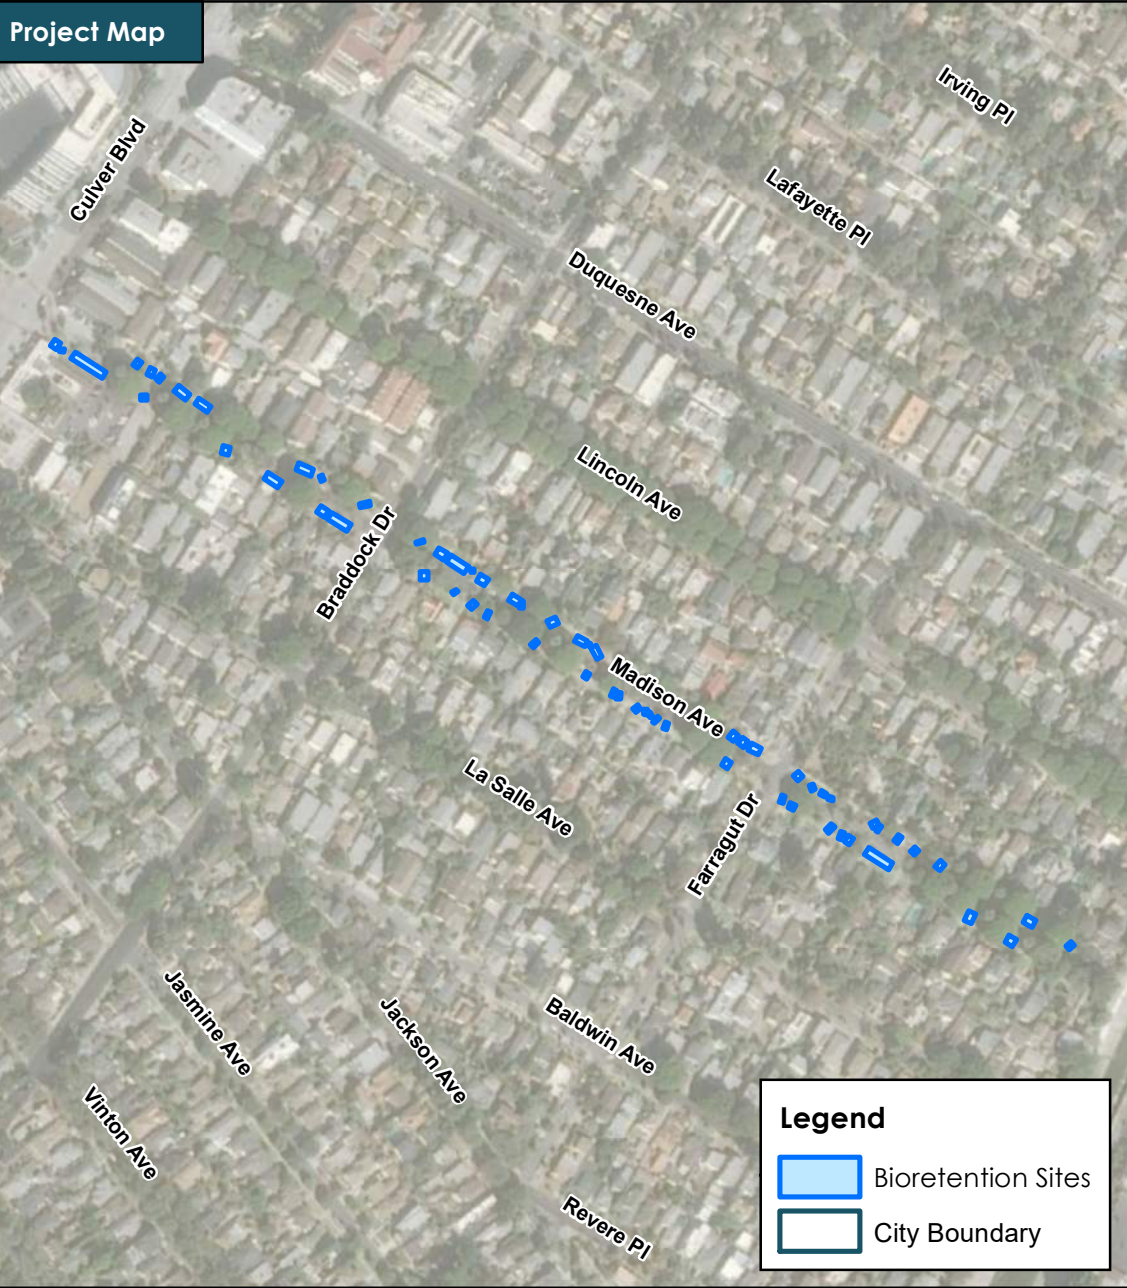 Project Map
Irving Pl
Culver Blvd
Lafayette Pl
Duquesne Ave
Lincoln Ave
Braddock Dr
Madison Ave
La Salle Ave
Farragut Dr
Jasmine Ave
Jackson Ave
Baldwin Ave
Vinton Ave
Revere Pl
Legend
Bioretention Sites
City Boundary